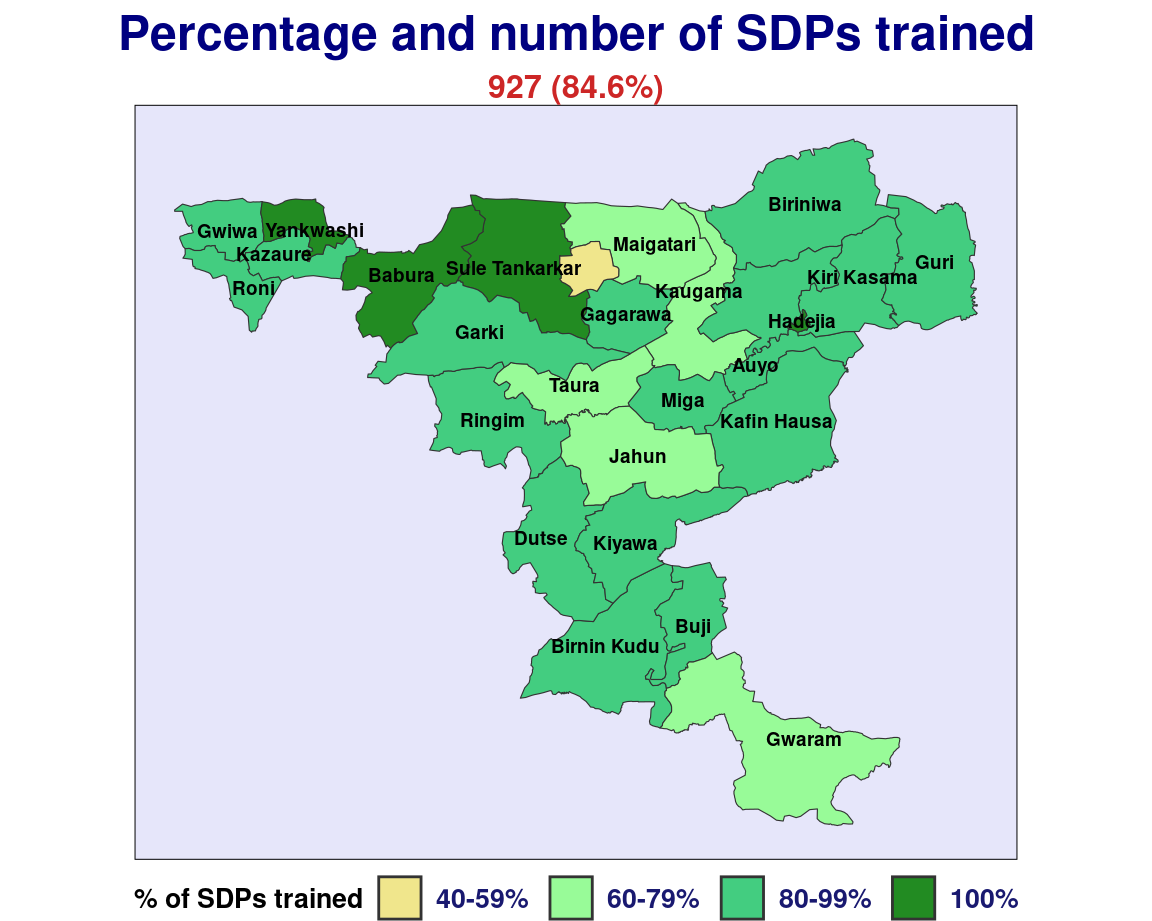 Percentage and number of SDPs trained
927 (84.6%)
Biriniwa
Gwiwa
Yankwashi
Maigatari
Kazaure
Guri
Sule Tankarkar
Babura
Kiri Kasama
Roni
Kaugama
Gagarawa
Hadejia
Garki
Auyo
Taura
Miga
Ringim
Kafin Hausa
Jahun
Dutse
Kiyawa
Buji
Birnin Kudu
Gwaram
% of SDPs trained 40-59% 60-79% 80-99% 100%